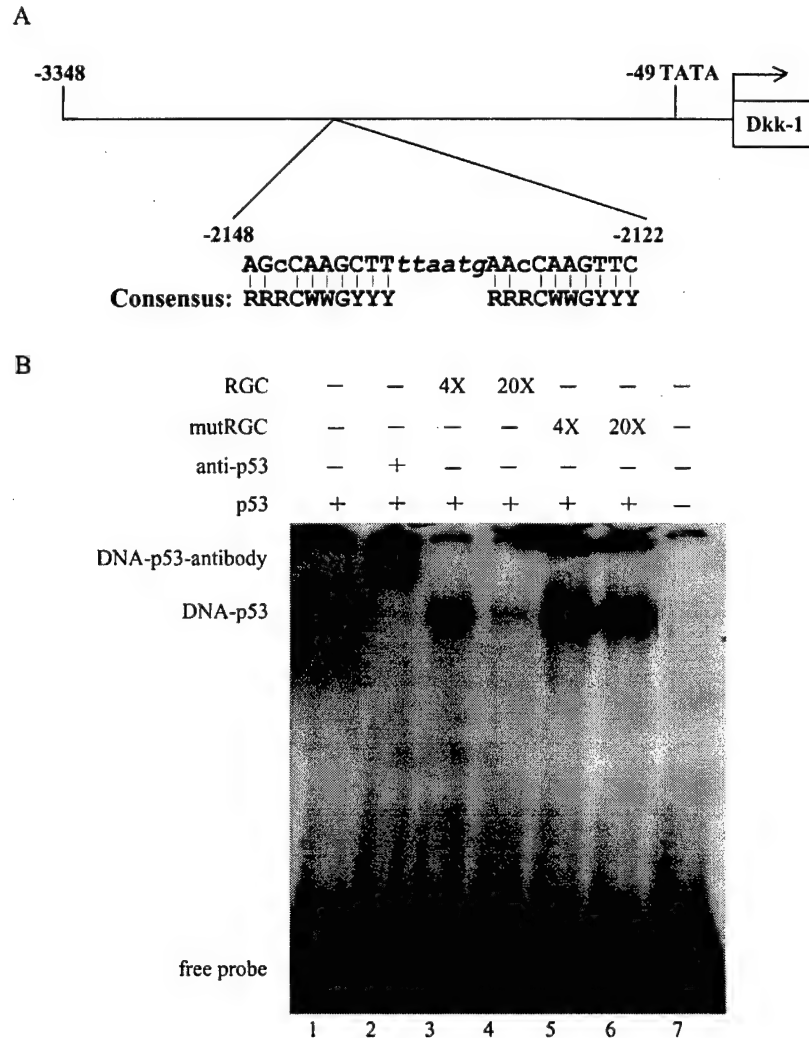 A
-3348
-49 TATA
Dkk-1
-2148
-2122
AGcCAAGCTTttaatgAAcCAAGTTC
Consensus: RRRCWWGYYY RRRCWWGYYY
B
RGC – – 4X 20X – – –
mutRGC – – – – 4X 20X –
anti-p53 – + – – – – –
p53 + + + + + + –
DNA-p53-antibody
DNA-p53
free probe
1 2 3 4 5 6 7